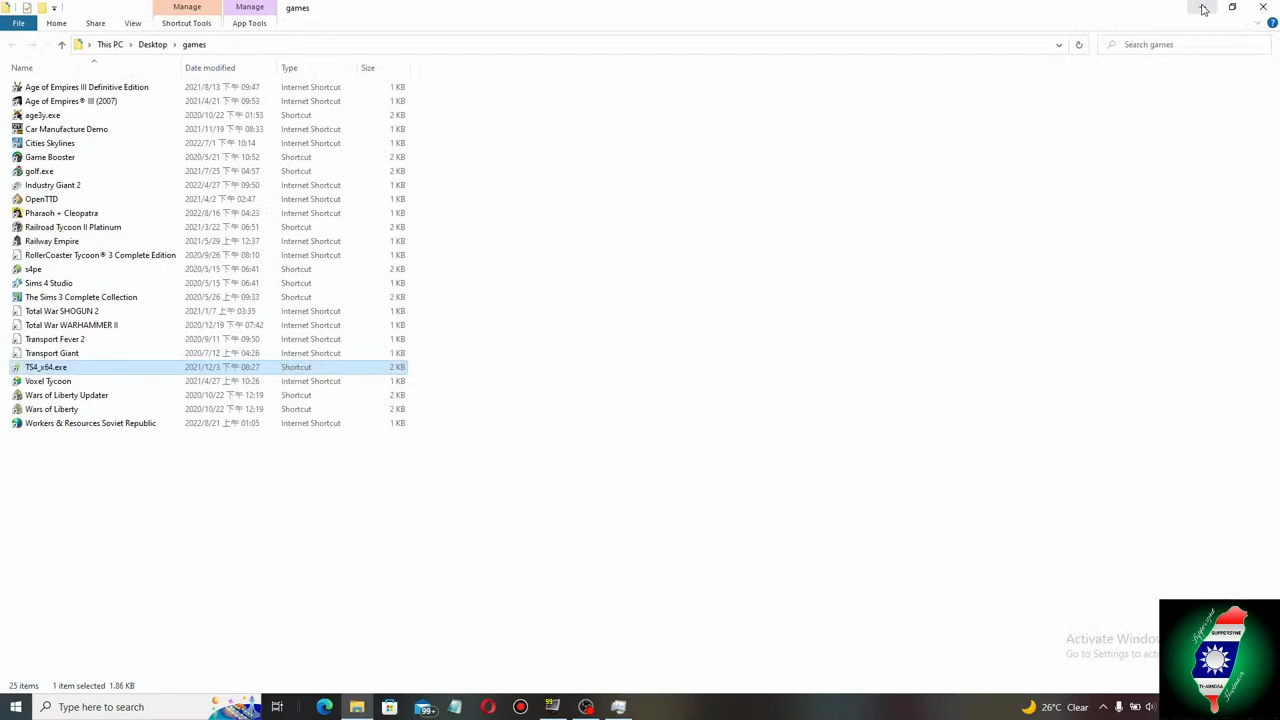 Manage Manage games
File Home Share View Shortcut Tools App Tools
This PC Desktop games Search games
Name Date modified Type Size
Age of Empires III Definitive Edition 2021/8/13 下午 09:47 Internet Shortcut 1 KB
Age of Empires® III (2007) 2021/4/21 下午 09:53 Internet Shortcut 1 KB
age3y.exe 2020/10/22 下午 01:53 Shortcut 2 KB
Car Manufacture Demo 2021/11/19 下午 08:33 Internet Shortcut 1 KB
Cities Skylines 2022/7/1 下午 10:14 Internet Shortcut 1 KB
Game Booster 2020/5/21 下午 10:52 Shortcut 2 KB
golf.exe 2021/7/25 下午 04:57 Shortcut 2 KB
Industry Giant 2 2022/4/27 下午 09:50 Internet Shortcut 1 KB
OpenTTD 2021/4/2 下午 02:47 Internet Shortcut 1 KB
Pharaoh + Cleopatra 2022/8/16 下午 04:23 Internet Shortcut 1 KB
Railroad Tycoon II Platinum 2021/3/22 下午 06:51 Shortcut 2 KB
Railway Empire 2021/5/29 上午 12:37 Internet Shortcut 1 KB
RollerCoaster Tycoon® 3 Complete Edition 2020/9/26 下午 08:10 Internet Shortcut 1 KB
s4pe 2020/5/15 下午 06:41 Shortcut 2 KB
Sims 4 Studio 2020/5/15 下午 06:41 Shortcut 2 KB
The Sims 3 Complete Collection 2020/5/26 上午 09:33 Shortcut 2 KB
Total War SHOGUN 2 2021/1/7 上午 03:35 Internet Shortcut 1 KB
Total War WARHAMMER II 2020/12/19 下午 07:42 Internet Shortcut 1 KB
Transport Fever 2 2020/9/11 下午 09:50 Internet Shortcut 1 KB
Transport Giant 2020/7/12 上午 04:26 Internet Shortcut 1 KB
TS4_x64.exe 2021/12/3 下午 08:27 Shortcut 2 KB
Voxel Tycoon 2021/4/27 上午 10:26 Internet Shortcut 1 KB
Wars of Liberty Updater 2020/10/22 下午 12:19 Shortcut 2 KB
Wars of Liberty 2020/10/22 下午 12:19 Shortcut 2 KB
Workers & Resources Soviet Republic 2022/8/21 上午 01:05 Internet Shortcut 1 KB
Activate Windo
Go to Settings to acti
SUPPERSYNE
THAIMOSA
25 items 1 item selected 1.86 KB
Type here to search 99+ 26°C Clear